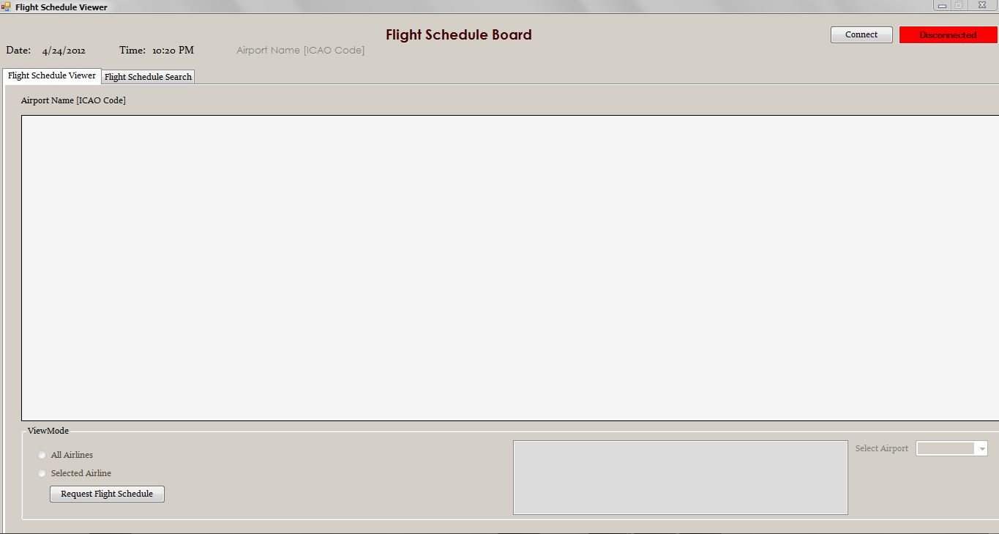 Flight Schedule Viewer
Flight Schedule Board
Connect
Disconnected
Date: 4/24/2012 Time: 10:20 PM Airport Name [ICAO Code]
Flight Schedule Viewer Flight Schedule Search
Airport Name [ICAO Code]
ViewMode
All Airlines
Selected Airline
Request Flight Schedule
Select Airport